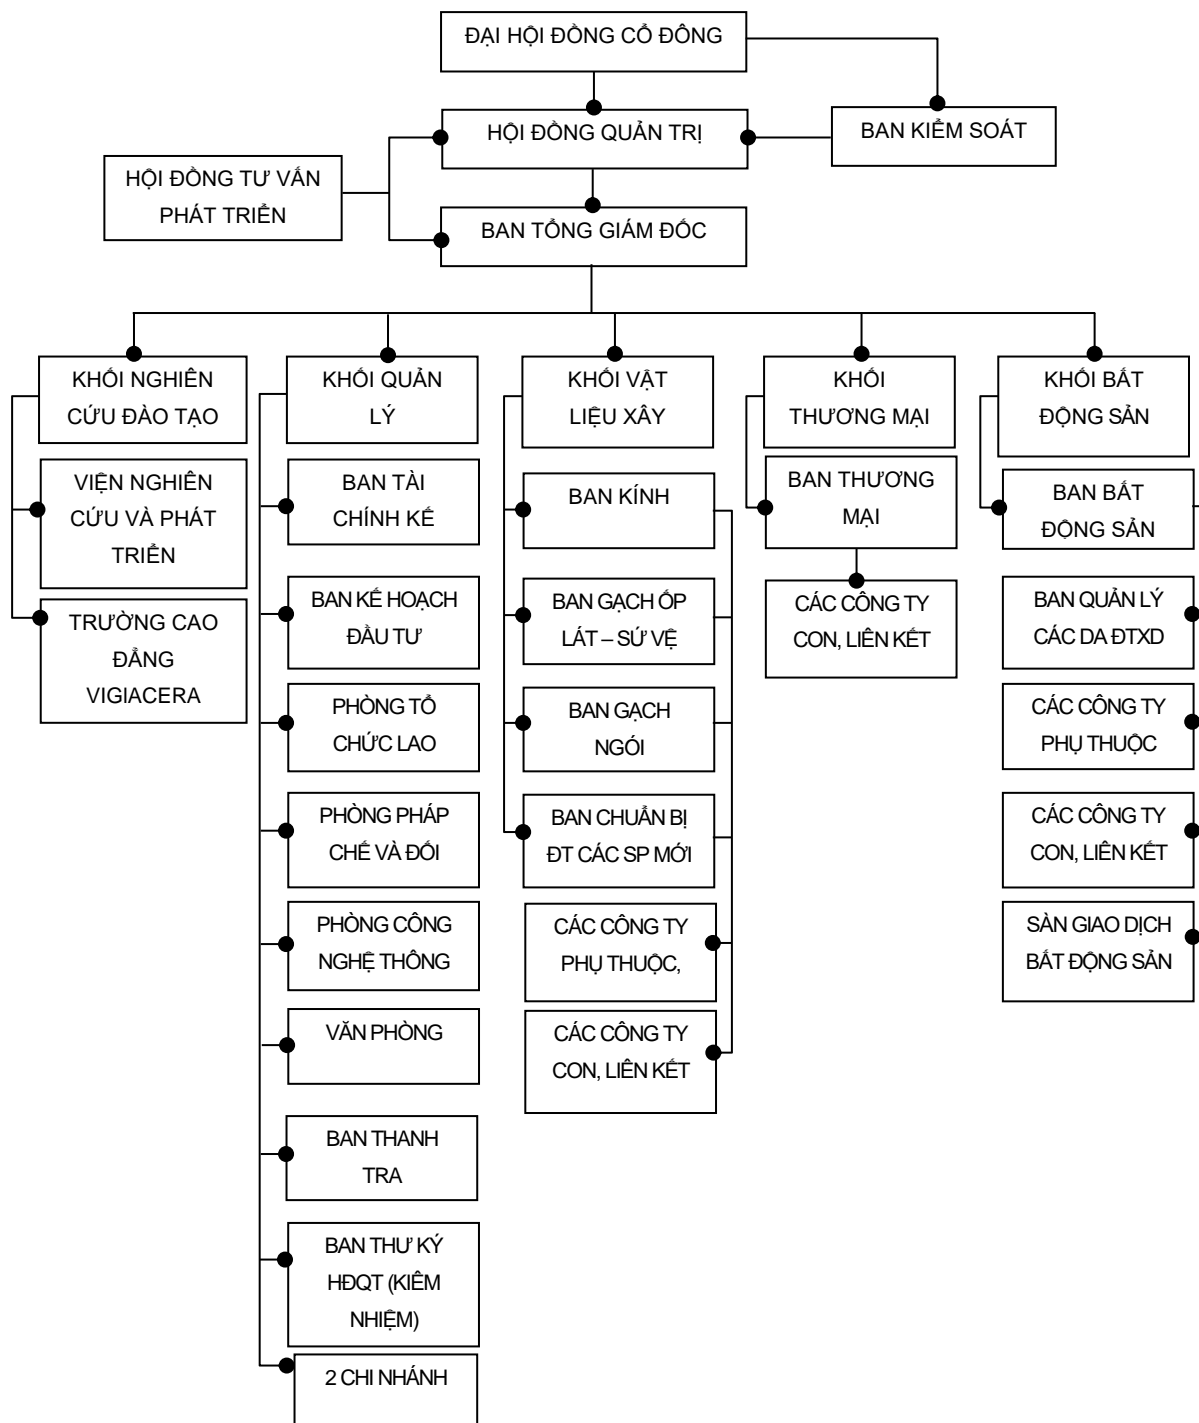 ĐẠI HỘI ĐỒNG CỔ ĐÔNG
HỘI ĐỒNG QUẢN TRỊ
BAN KIỂM SOÁT
HỘI ĐỒNG TƯ VẤN
PHÁT TRIỂN
BAN TỔNG GIÁM ĐỐC
KHỐI NGHIÊN
CỨU ĐÀO TẠO
VIỆN NGHIÊN
CỨU VÀ PHÁT
TRIỂN
TRƯỜNG CAO
ĐẲNG
VIGIACERA
KHỐI QUẢN
LÝ
BAN TÀI
CHÍNH KẾ
BAN KẾ HOẠCH
ĐẦU TƯ
PHÒNG TỔ
CHỨC LAO
PHÒNG PHÁP
CHẾ VÀ ĐỐI
PHÒNG CÔNG
NGHỆ THÔNG
VĂN PHÒNG
BAN THANH
TRA
BAN THƯ KÝ
HĐQT (KIÊM
NHIỆM)
2 CHI NHÁNH
KHỐI VẬT
LIỆU XÂY
BAN KÍNH
BAN GẠCH ỐP
LÁT – SỨ VỆ
BAN GẠCH
NGÓI
BAN CHUẨN BỊ
ĐT CÁC SP MỚI
CÁC CÔNG TY
PHỤ THUỘC,
CÁC CÔNG TY
CON, LIÊN KẾT
KHỐI
THƯƠNG MẠI
BAN THƯƠNG
MẠI
CÁC CÔNG TY
CON, LIÊN KẾT
KHỐI BẤT
ĐỘNG SẢN
BAN BẤT
ĐỘNG SẢN
BAN QUẢN LÝ
CÁC DA ĐTXD
CÁC CÔNG TY
PHỤ THUỘC
CÁC CÔNG TY
CON, LIÊN KẾT
SÀN GIAO DỊCH
BẤT ĐỘNG SẢN